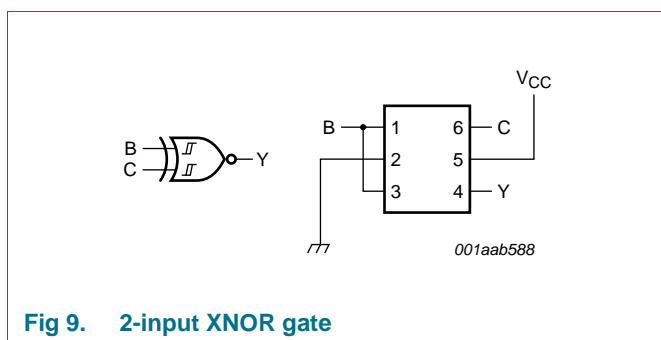 B
C
Y
B
1
2
3
6
5
4
C
Y
VCC
001aab588
Fig 9. 2-input XNOR gate